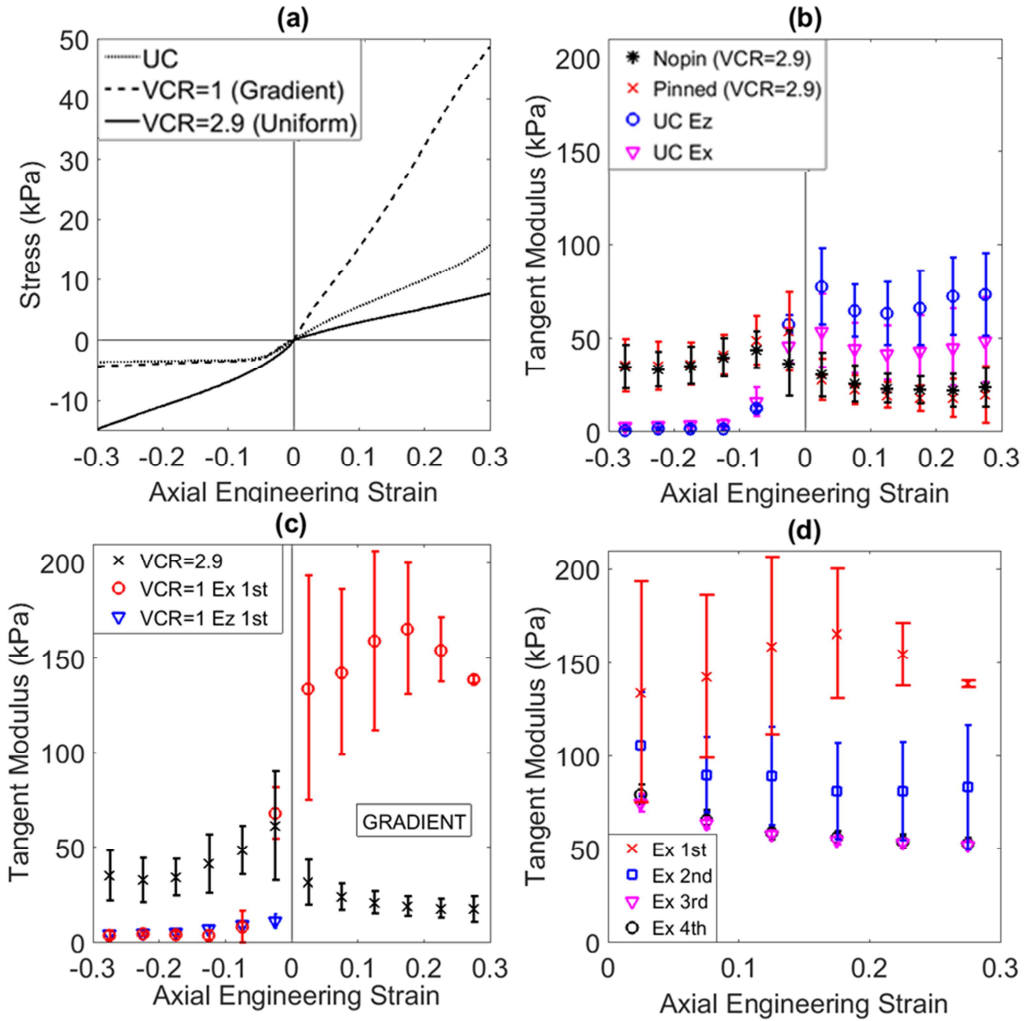 (a)
50
40
30
20
10
0
-10
Stress (kPa)
UC
VCR=1 (Gradient)
VCR=2.9 (Uniform)
-0.3 -0.2 -0.1 0 0.1 0.2 0.3
Axial Engineering Strain
(b)
200
150
100
50
0
Tangent Modulus (kPa)
Nopin (VCR=2.9)
Pinned (VCR=2.9)
UC Ez
UC Ex
-0.3 -0.2 -0.1 0 0.1 0.2 0.3
Axial Engineering Strain
(c)
200
150
100
50
0
Tangent Modulus (kPa)
VCR=2.9
VCR=1 Ex 1st
VCR=1 Ez 1st
GRADIENT
-0.3 -0.2 -0.1 0 0.1 0.2 0.3
Axial Engineering Strain
(d)
200
150
100
50
0
Tangent Modulus (kPa)
Ex 1st
Ex 2nd
Ex 3rd
Ex 4th
0 0.1 0.2 0.3
Axial Engineering Strain